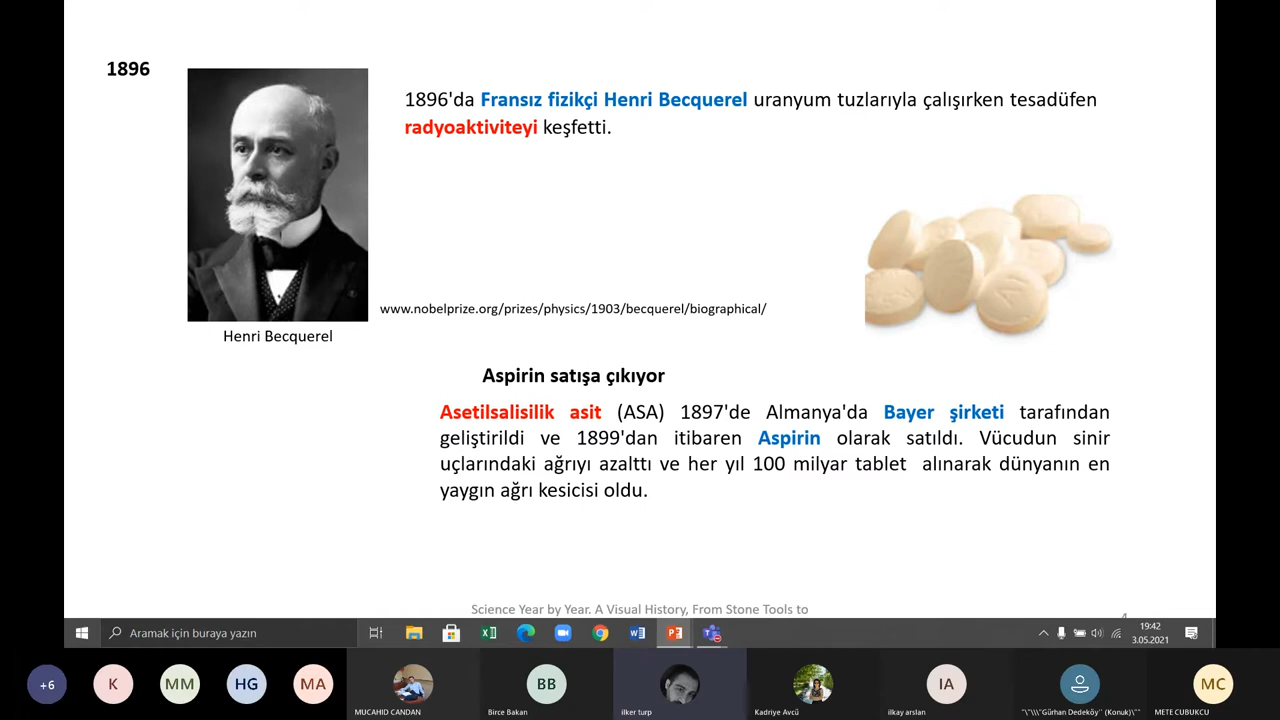 1896
1896'da Fransız fizikçi Henri Becquerel uranyum tuzlarıyla çalışırken tesadüfen
radyoaktiviteyi keşfetti.
www.nobelprize.org/prizes/physics/1903/becquerel/biographical/
Henri Becquerel
Aspirin satışa çıkıyor
Asetilsalisilik asit (ASA) 1897'de Almanya'da Bayer şirketi tarafından
geliştirildi ve 1899'dan itibaren Aspirin olarak satıldı. Vücudun sinir
uçlarındaki ağrıyı azalttı ve her yıl 100 milyar tablet alınarak dünyanın en
yaygın ağrı kesicisi oldu.
Science Year by Year. A Visual History, From Stone Tools to
Aramak için buraya yazın
19:42
3.05.2021
+6
K
MM
HG
MA
BB
IA
MC
MUCAHID CANDAN
Birce Bakan
ilker turp
Kadriye Avcü
ilkay arslan
"\"\\\"Gürhan Dedeköy'' (Konuk)\"''
METE CUBUKCU